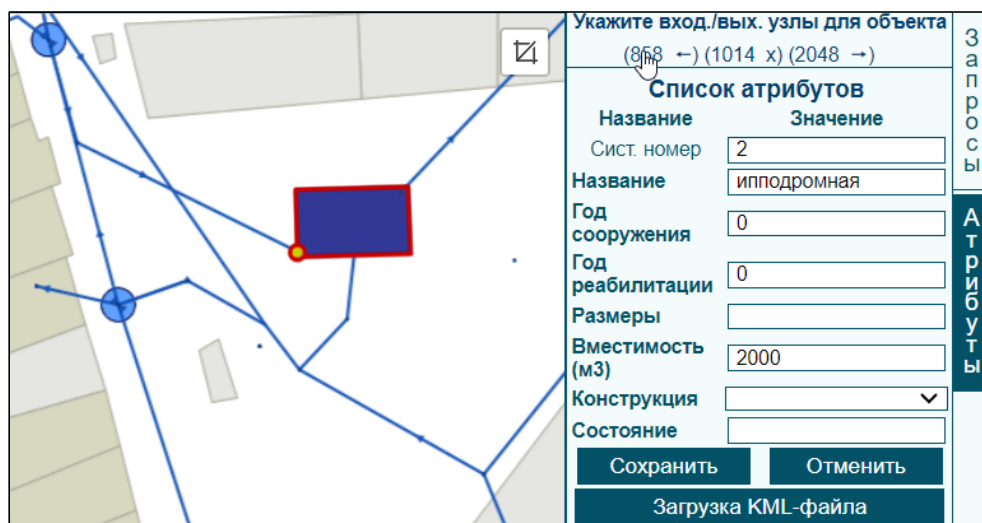 Укажите вход./вых. узлы для объекта
(858 ←) (1014 x) (2048 →)
Список атрибутов
Название Значение
Сист. номер 2
Название ипподромная
Год
сооружения 0
Год
реабилитации 0
Размеры
Вместимость
(м3) 2000
Конструкция
Состояние
Сохранить Отменить
Загрузка KML-файла
Запросы
Атрибуты